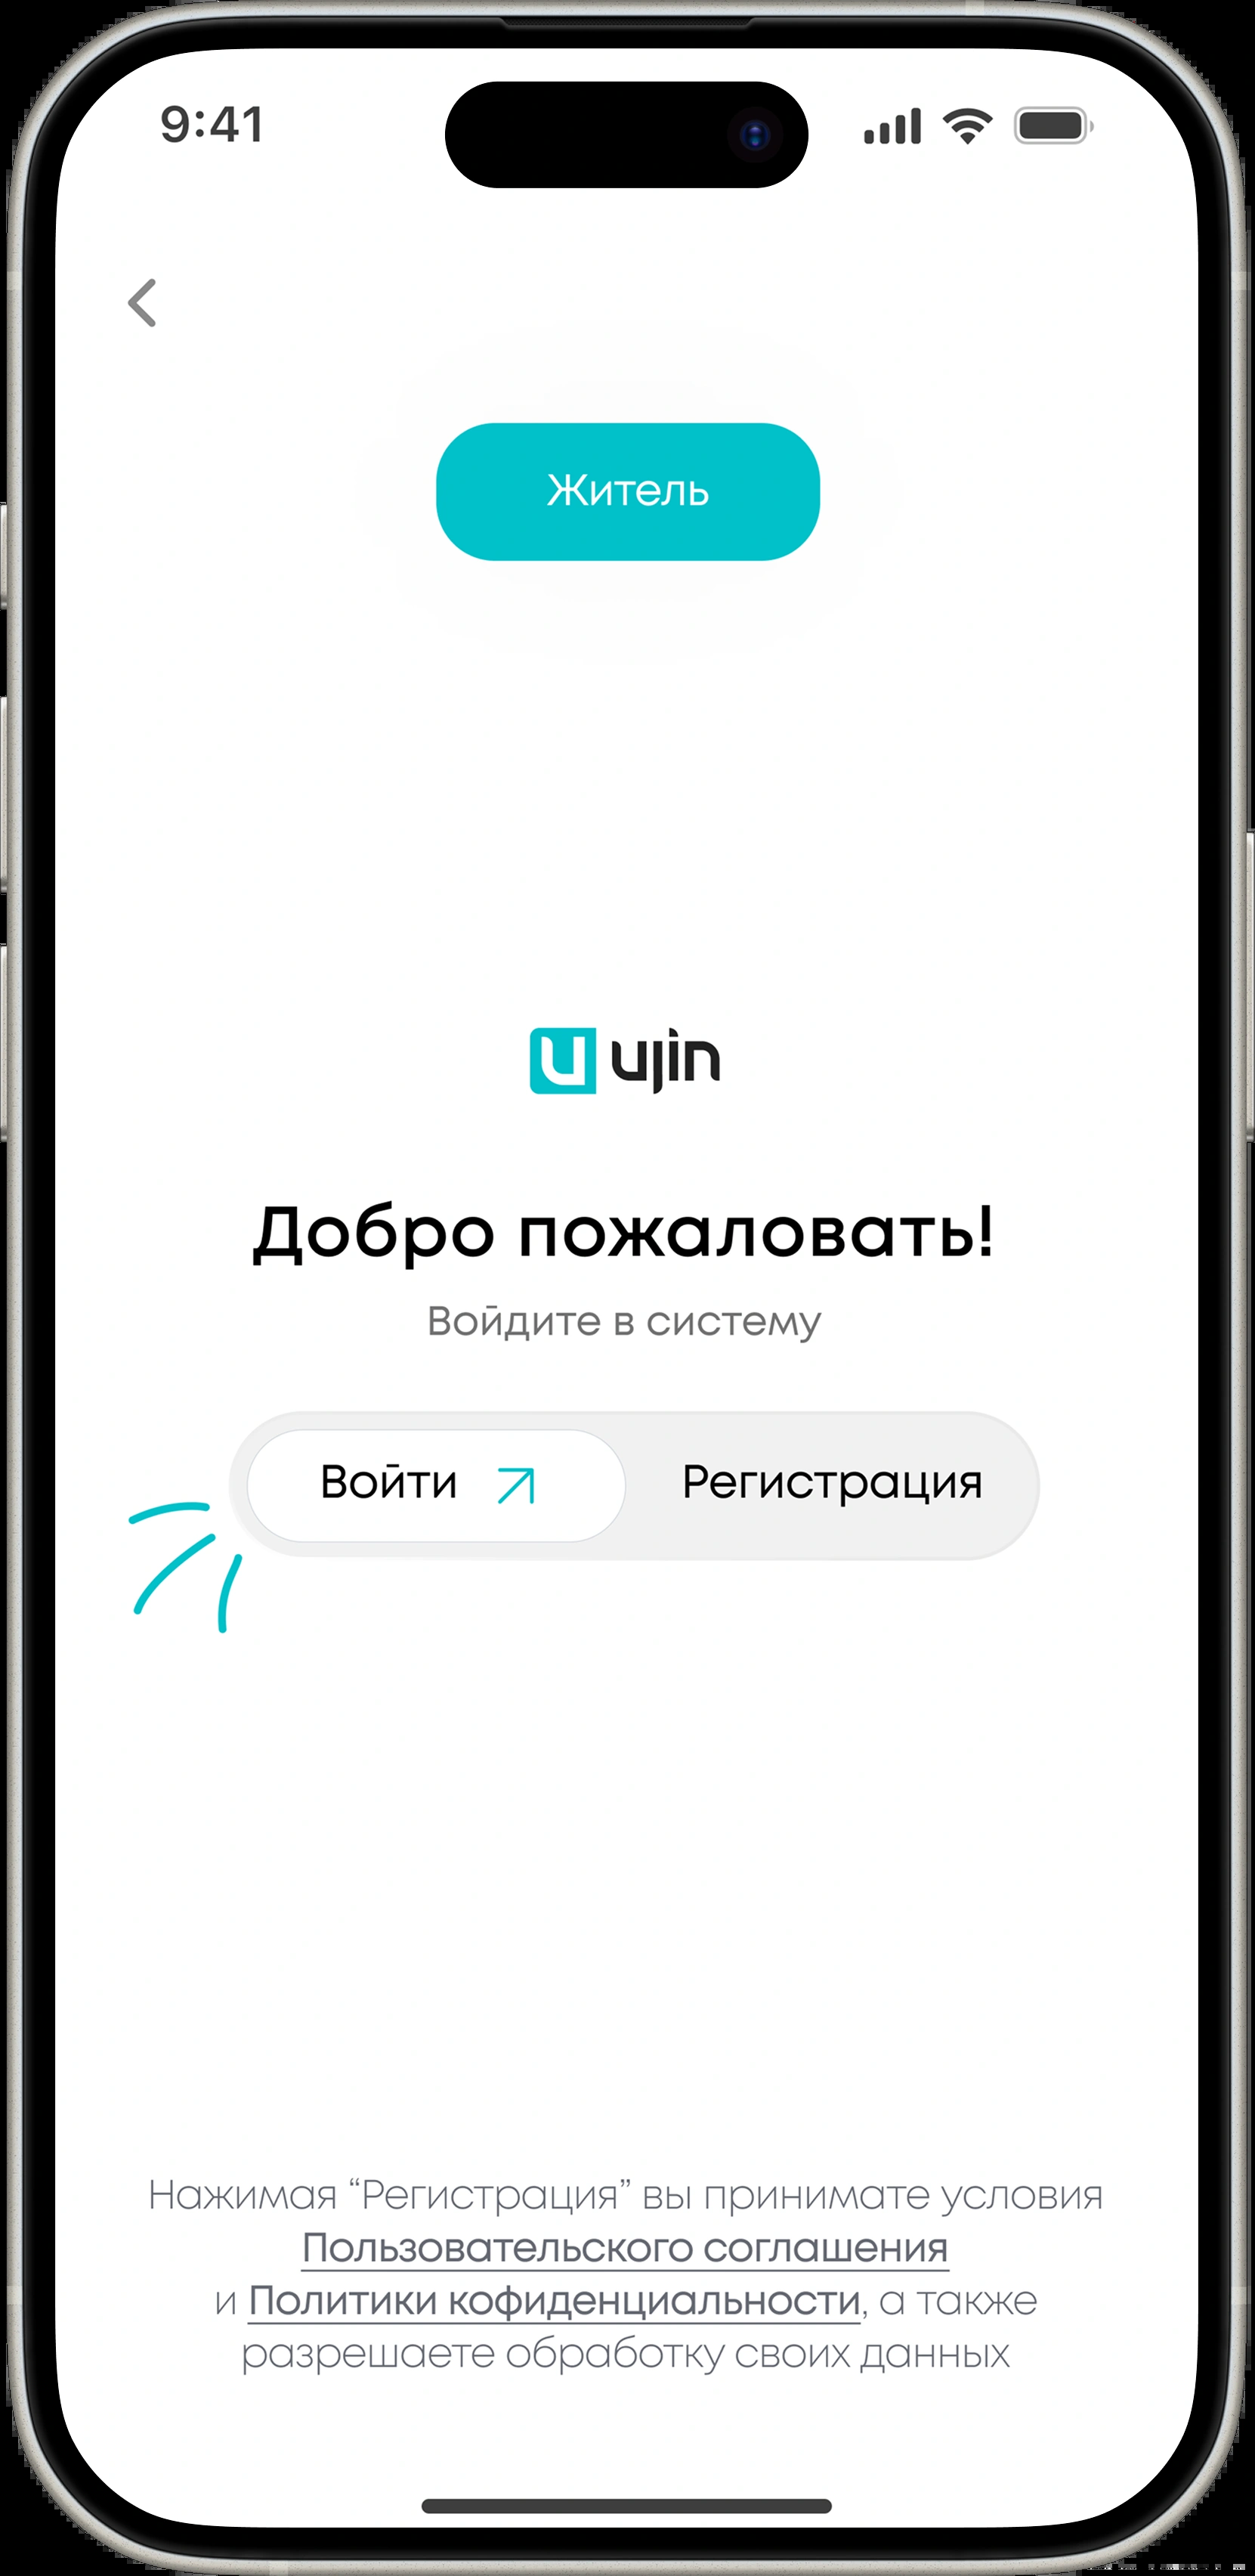 9:41
Житель
ujin
Добро пожаловать!
Войдите в систему
Войти
Регистрация
Нажимая “Регистрация” вы принимате условия
Пользовательского соглашения
и Политики кофиденциальности, а также
разрешаете обработку своих данных